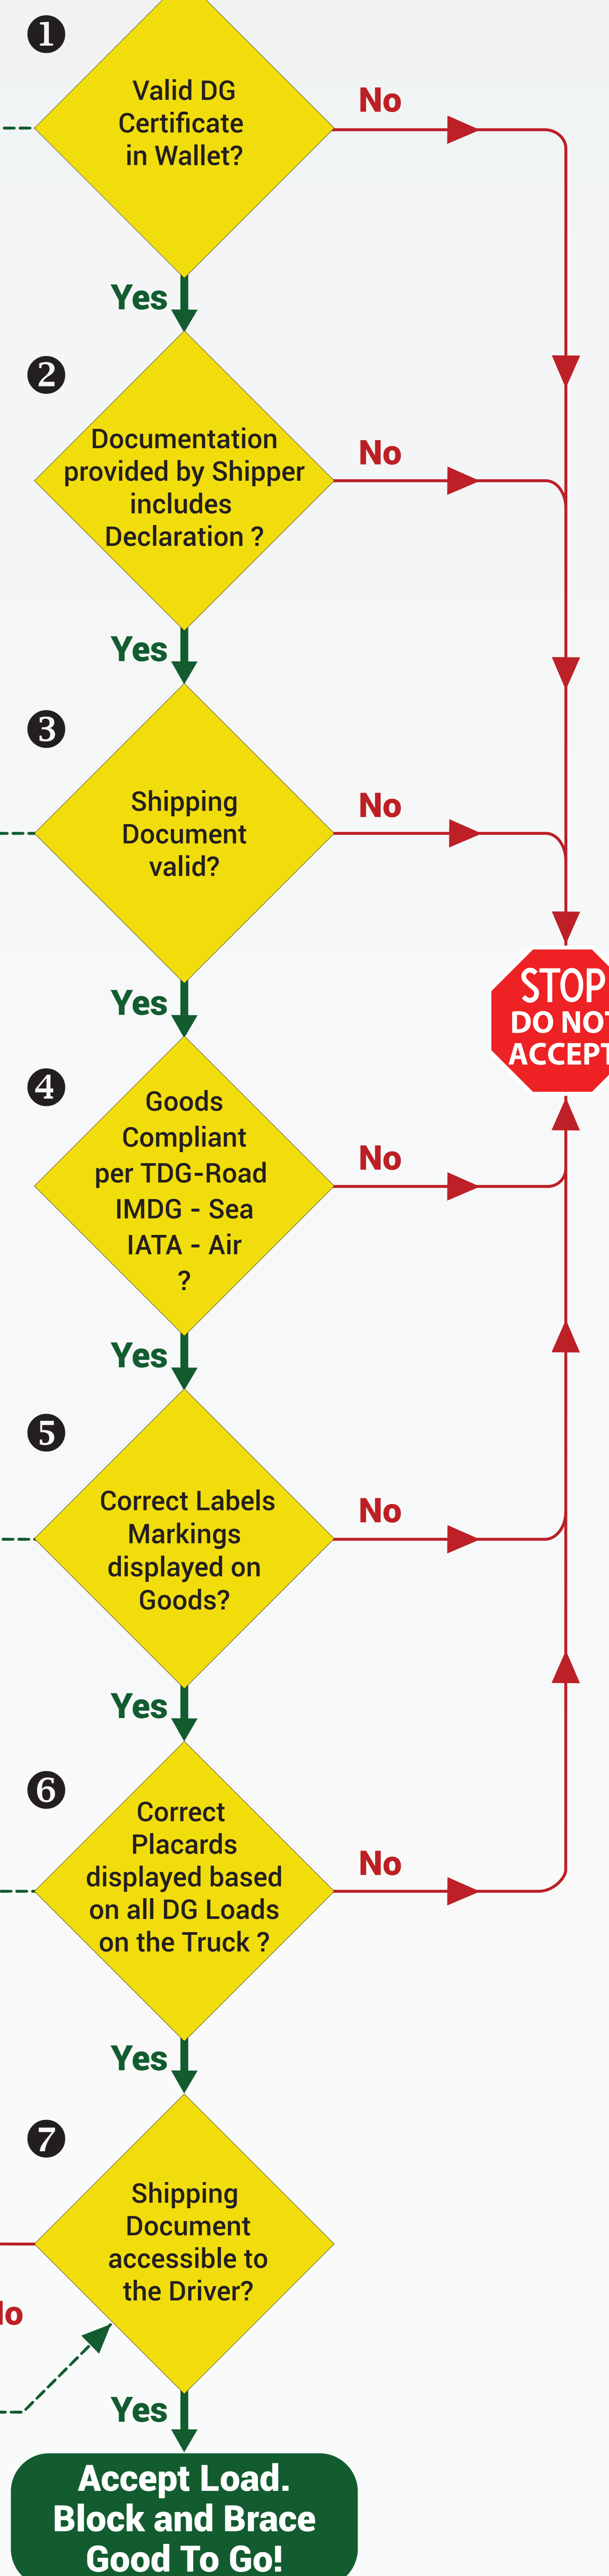 1
Valid DG
Certificate
in Wallet?
No
Yes
2
Documentation
provided by Shipper
includes
Declaration ?
No
Yes
3
Shipping
Document
valid?
No
Yes
STOP
DO NOT
ACCEPT
4
Goods
Compliant
per TDG-Road
IMDG - Sea
IATA - Air
?
No
Yes
5
Correct Labels
Markings
displayed on
Goods?
No
Yes
6
Correct
Placards
displayed based
on all DG Loads
on the Truck ?
No
Yes
7
Shipping
Document
accessible to
the Driver?
No
Yes
Accept Load.
Block and Brace
Good To Go!